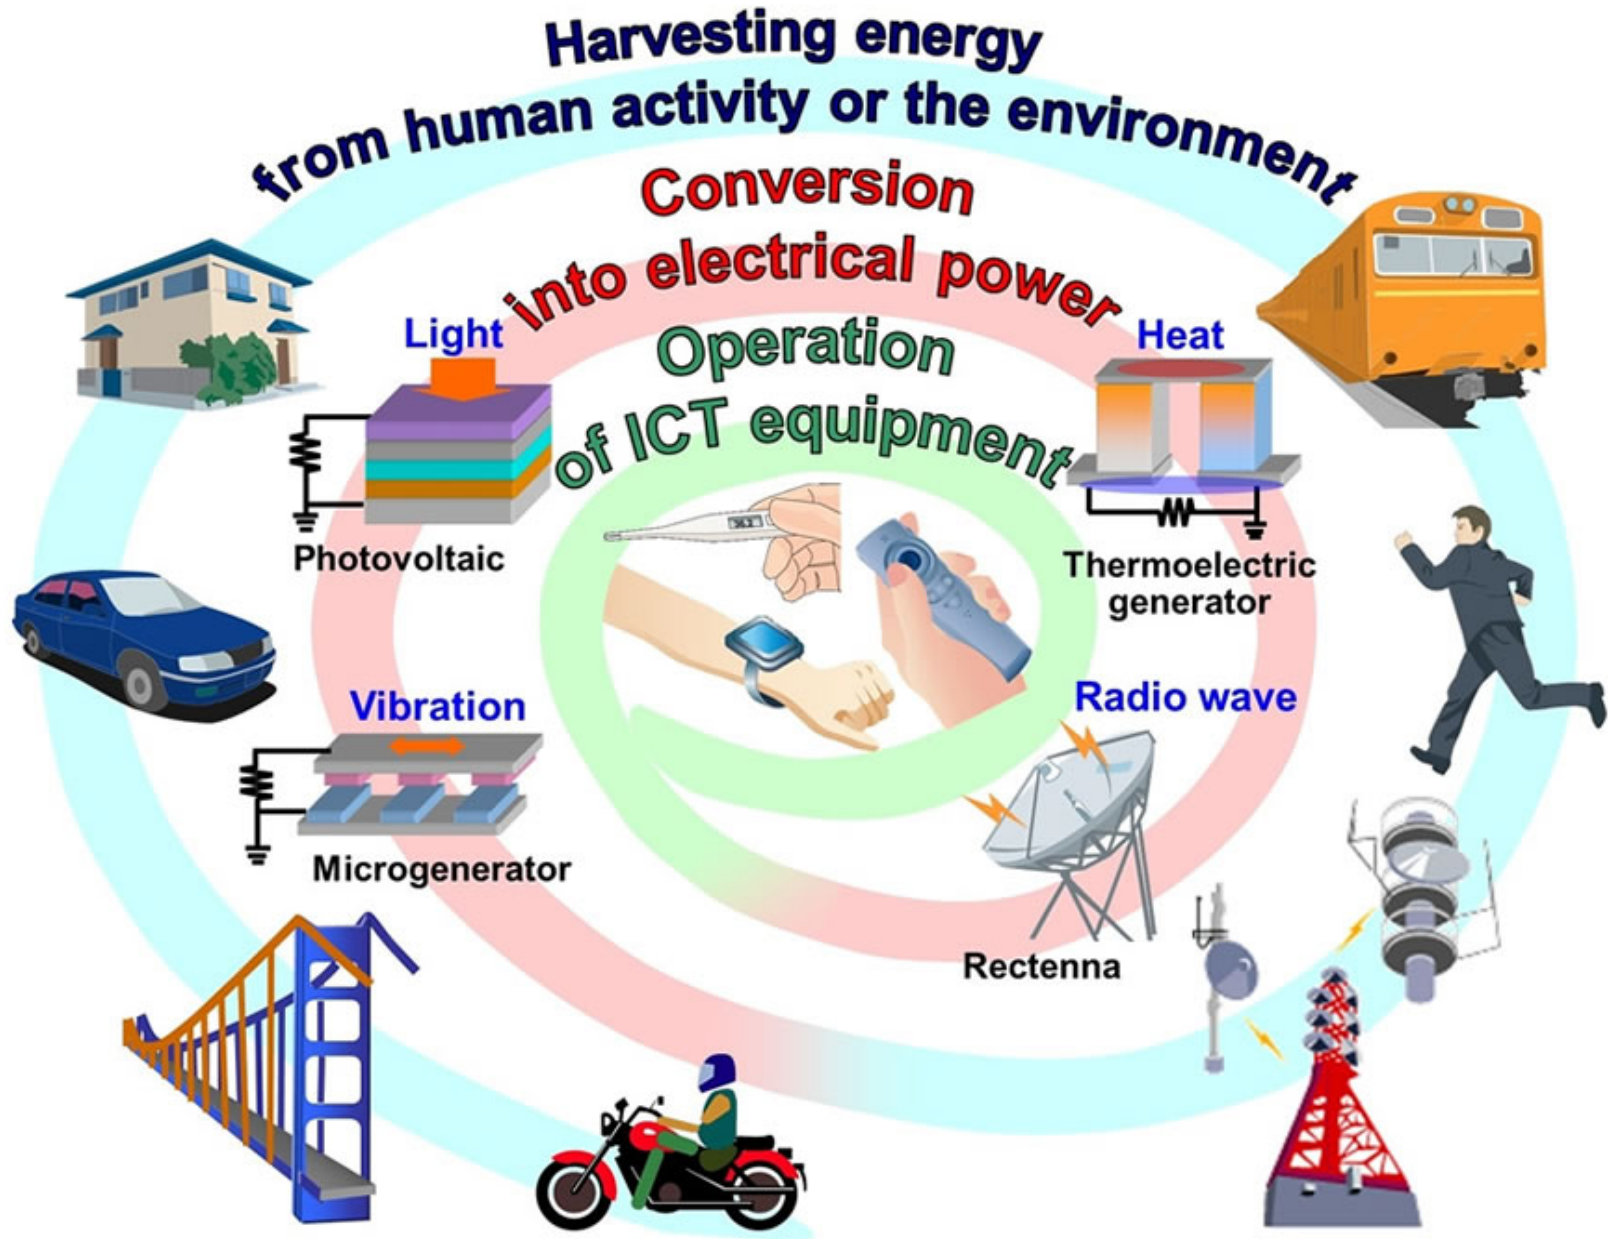 Harvesting energy
from human activity or the environment
Conversion
into electrical power
Operation
of ICT equipment
Light
Photovoltaic
Heat
Thermoelectric
generator
Vibration
Microgenerator
Radio wave
Rectenna